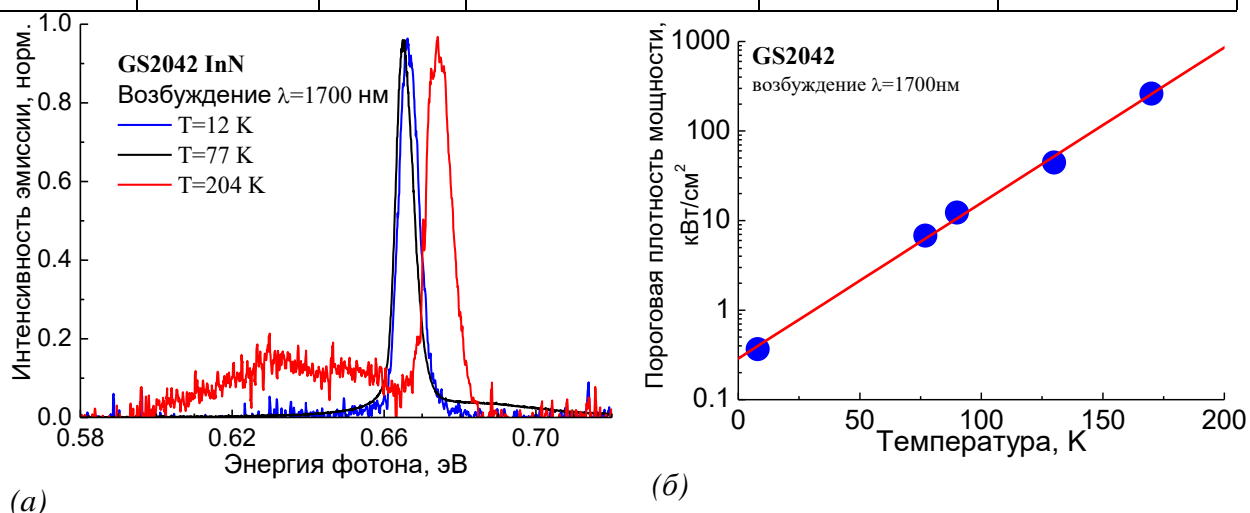 Интенсивность эмиссии, норм.
1.0
0.8
0.6
0.4
0.2
0.0
GS2042 InN
Возбуждение λ=1700 нм
T=12 K
T=77 K
T=204 K
0.58
0.62
0.66
0.70
Энергия фотона, эВ
(а)
Пороговая плотность мощности,
кВт/см²
1000
100
10
1
0.1
GS2042
возбуждение λ=1700нм
0
50
100
150
200
Температура, K
(б)